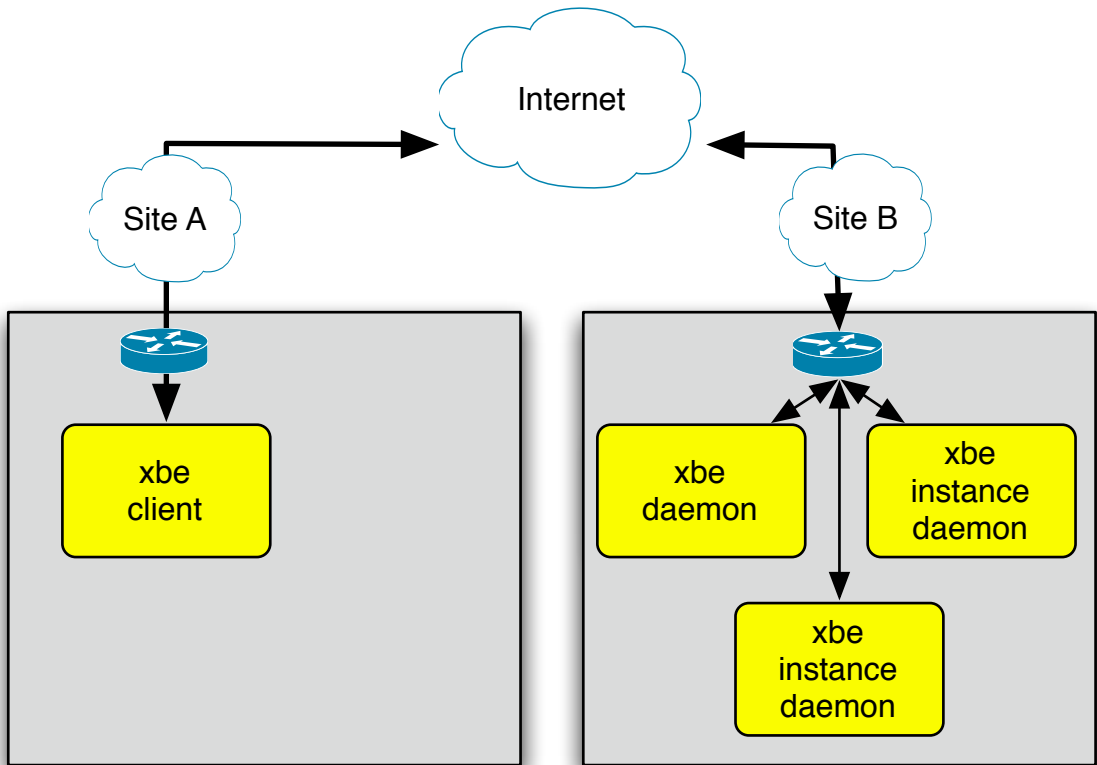 Internet
Site A
Site B
xbe
client
xbe
daemon
xbe
instance
daemon
xbe
instance
daemon